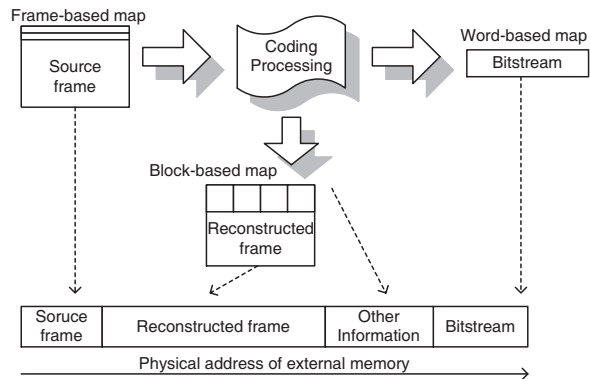 Frame-based map
Source
frame
Coding
Processing
Word-based map
Bitstream
Block-based map
Reconstructed
frame
Soruce
frame
Reconstructed frame
Other
Information
Bitstream
Physical address of external memory